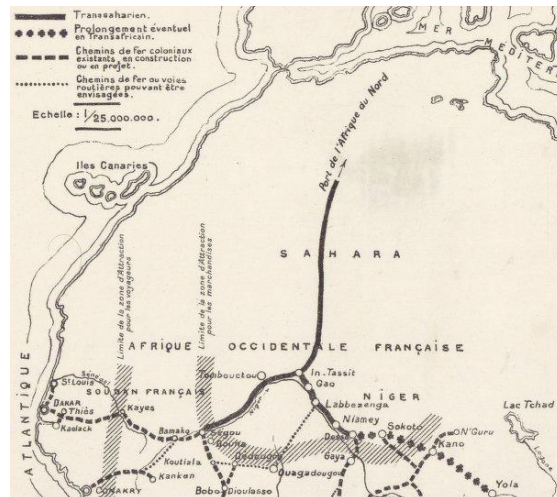 Transsaharien.
Prolongement éventuel
en Transafricain.
Chemins de fer coloniaux
existants, en construction
ou en projet.
Chemins de fer ou voies
routières pouvant être
envisagées.
Echelle : 1/25.000.000.
MER MEDITER
Port de l'Afrique du Nord
Iles Canaries
Limite de la zone d'Attraction
pour les voyageurs
Limite de la zone d'Attraction
pour les marchandises
SAHARA
ATLANTIQUE
AFRIQUE OCCIDENTALE FRANÇAISE
Tombouctou
In. Tassit
Gao
St Louis
SOUDAN FRANÇAIS
NIGER
Labbezenga
Lac Tchad
DAKAR
Thiès
Kayes
Kaolack
Niamey
Sokoto
N'Guru
Bamako
Ségou
Dosso
Kano
Koutiala
Dédougou
Gaya
Kankan
Ouagadougou
CONAKRY
Bobo Dioulasso
Yola